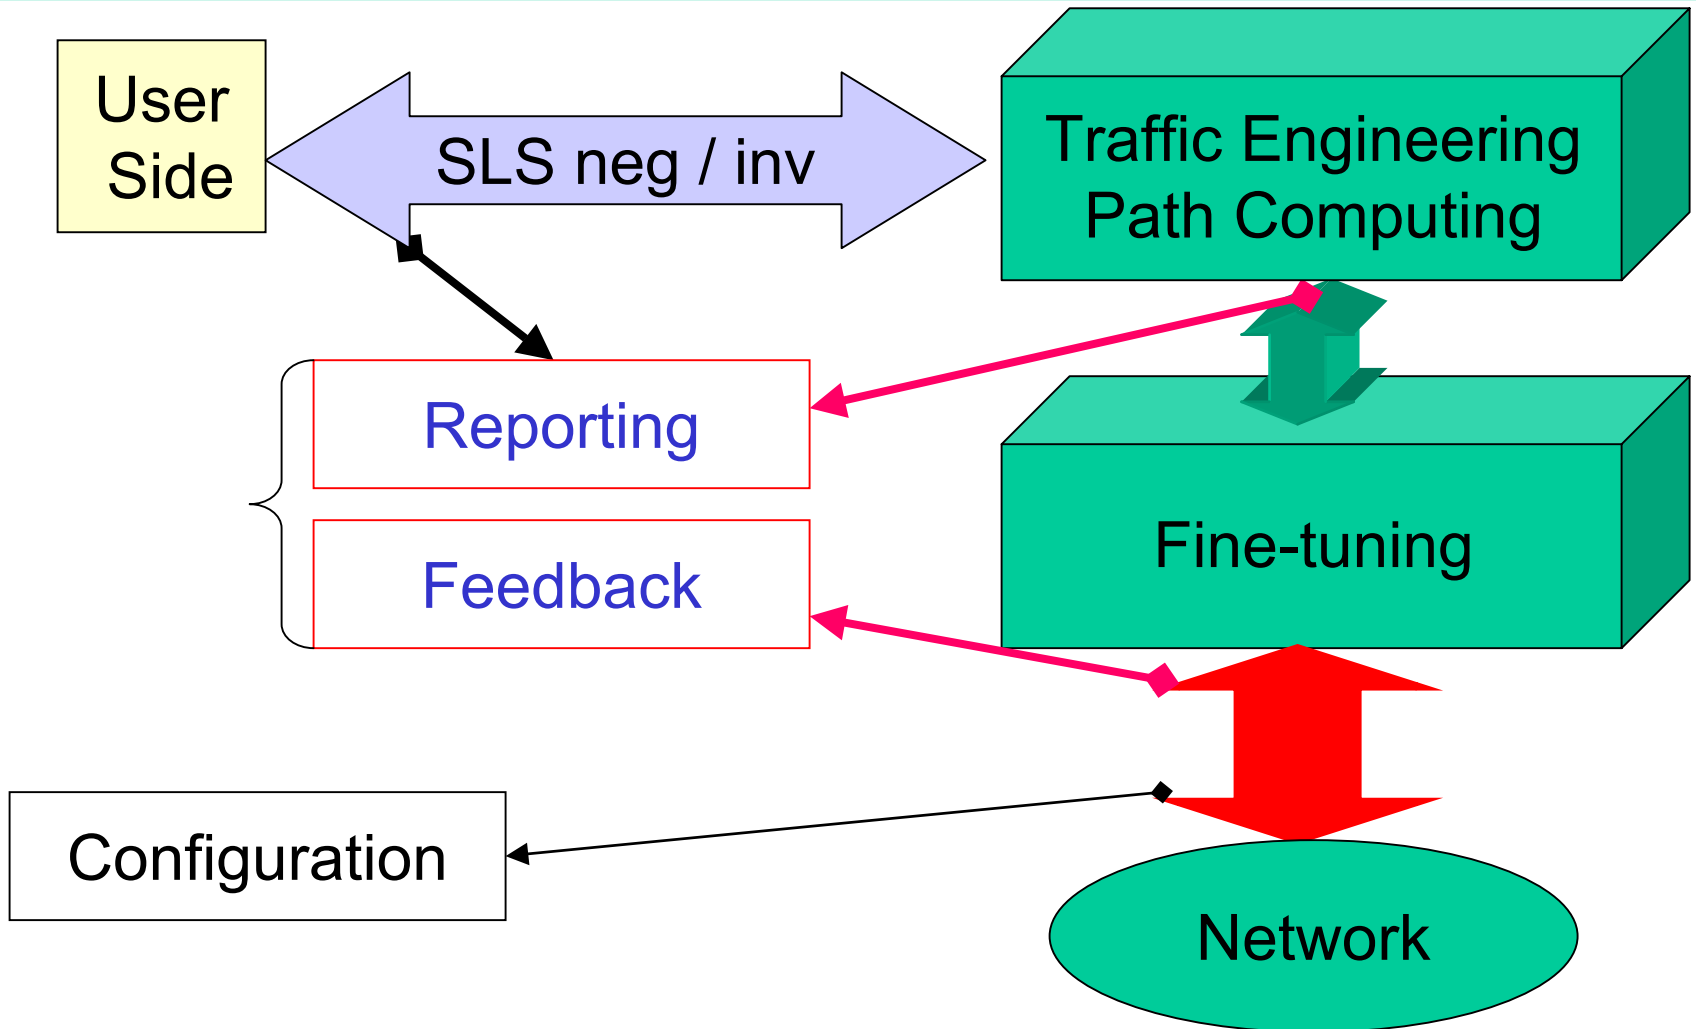 User
Side
SLS neg / inv
Traffic Engineering
Path Computing
Reporting
Feedback
Fine-tuning
Configuration
Network